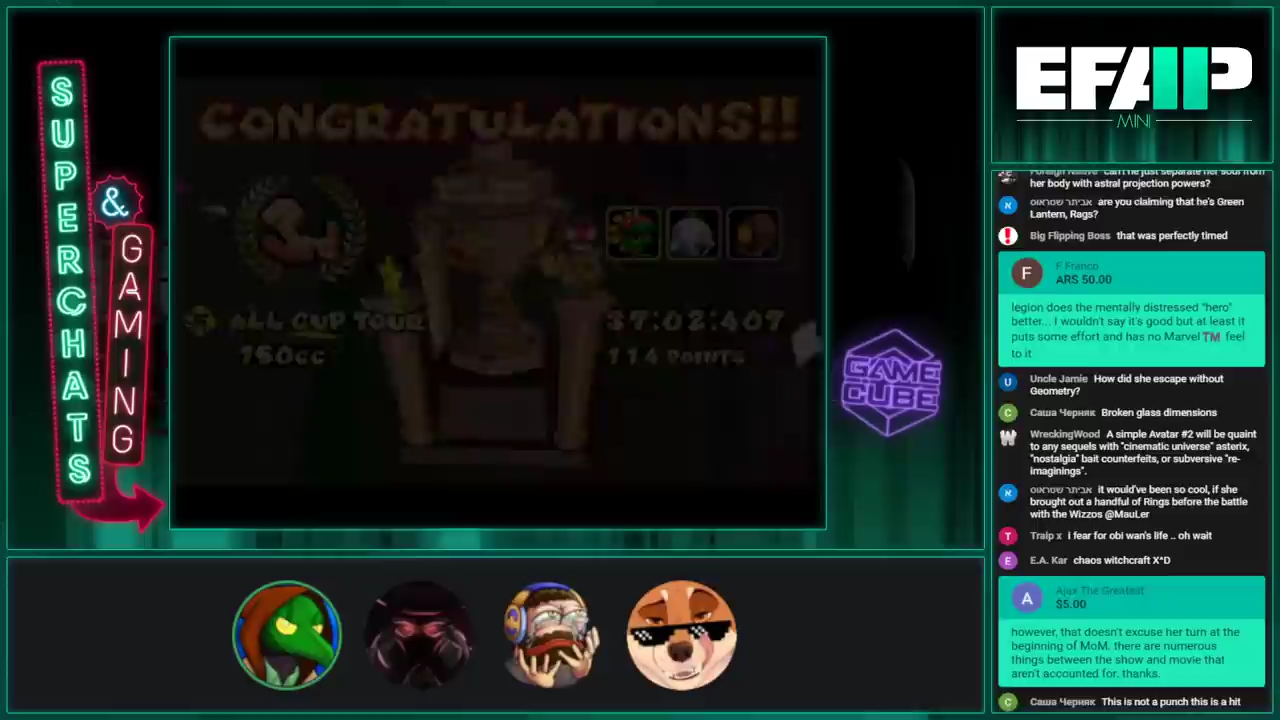 SUPERCHATS
&
GAMING
CONGRATULATIONS!!
ALL CUP TOUR
150cc
37:02:407
114 POINTS
GAME
CUBE
EFAP
MINI
her body with astral projection powers?
אביתר שטראוס are you claiming that he's Green
Lantern, Rags?
Big Flipping Boss that was perfectly timed
F
F Franco
ARS 50.00
legion does the mentally distressed "hero"
better... I wouldn't say it's good but at least it
puts some effort and has no Marvel™️ feel
to it
U Uncle Jamie How did she escape without
Geometry?
C Саша Черняк Broken glass dimensions
WreckingWood A simple Avatar #2 will be quaint
to any sequels with "cinematic universe" asterix,
"nostalgia" bait counterfeits, or subversive "re-
imaginings".
אביתר שטראוס it would've been so cool, if she
brought out a handful of Rings before the battle
with the Wizzos @MauLer
T Traip x i fear for obi wan's life .. oh wait
E E.A. Kar chaos witchcraft X^D
A
Ajax The Greatest
$5.00
however, that doesn't excuse her turn at the
beginning of MoM. there are numerous
things between the show and movie that
aren't accounted for. thanks.
C Саша Черняк This is not a punch this is a hit